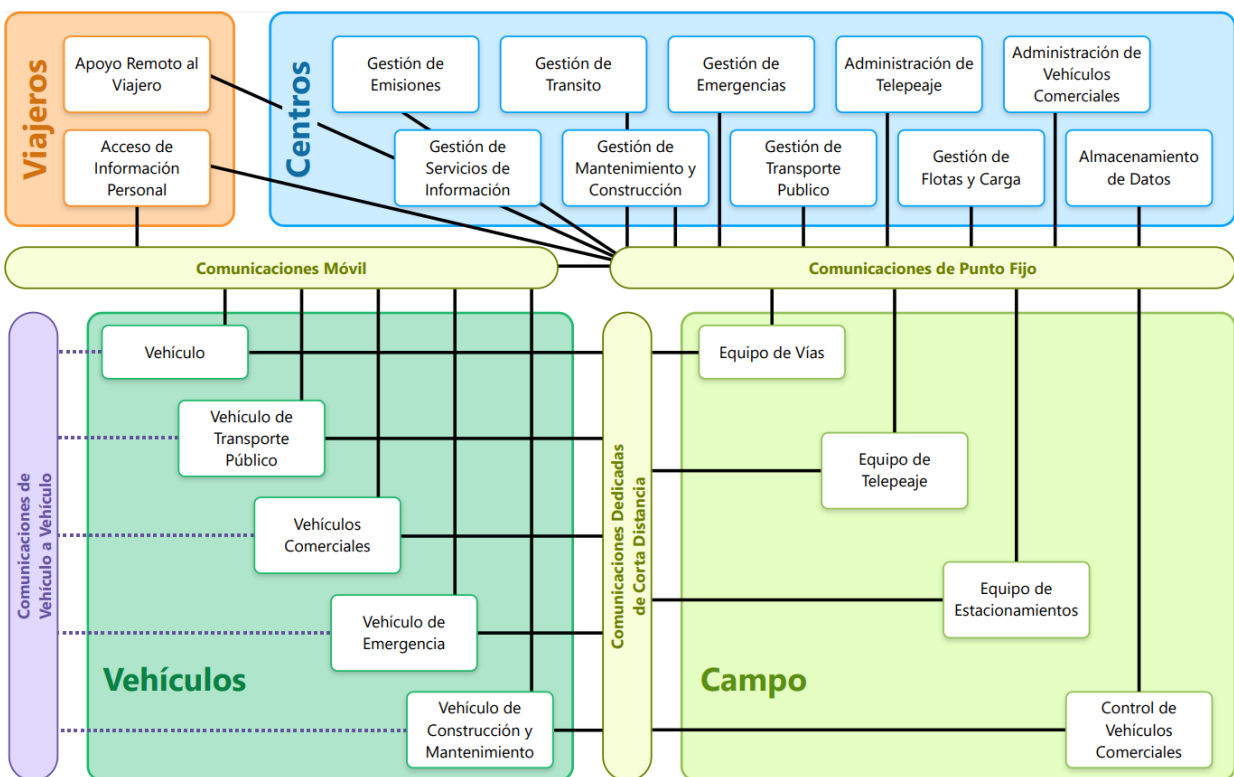 Viajeros
Apoyo Remoto al
Viajero
Acceso de
Información
Personal
Centros
Gestión de
Emisiones
Gestión de
Transito
Gestión de
Emergencias
Administración de
Telepeaje
Administración de
Vehículos
Comerciales
Gestión de
Servicios de
Información
Gestión de
Mantenimiento y
Construcción
Gestión de
Transporte
Publico
Gestión de
Flotas y Carga
Almacenamiento
de Datos
Comunicaciones Móvil
Comunicaciones de Punto Fijo
Comunicaciones de
Vehículo a Vehículo
Vehículo
Vehículo de
Transporte
Público
Vehículos
Comerciales
Vehículo de
Emergencia
Vehículo de
Construcción y
Mantenimiento
Vehículos
Comunicaciones Dedicadas
de Corta Distancia
Equipo de Vías
Equipo de
Telepeaje
Equipo de
Estacionamientos
Control de
Vehículos
Comerciales
Campo